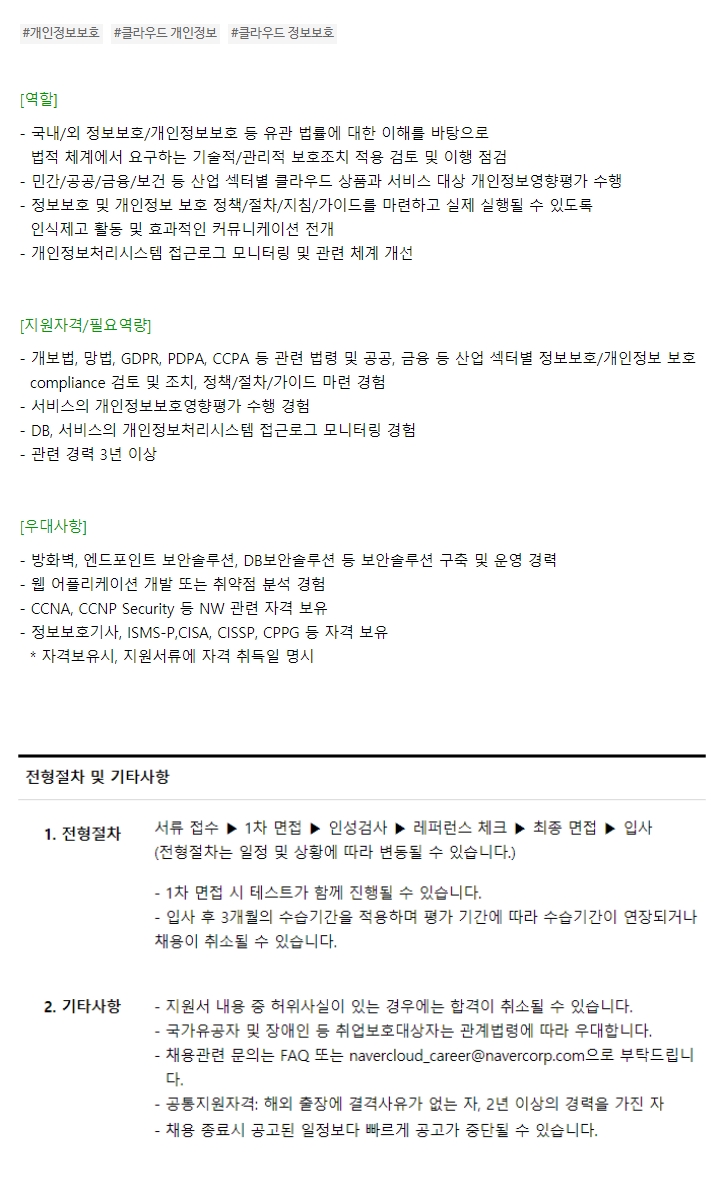 #개인정보보호 #클라우드 개인정보 #클라우드 정보보호
[역할]
- 국내/외 정보보호/개인정보보호 등 유관 법률에 대한 이해를 바탕으로
법적 체계에서 요구하는 기술적/관리적 보호조치 적용 검토 및 이행 점검
- 민간/공공/금융/보건 등 산업 섹터별 클라우드 상품과 서비스 대상 개인정보영향평가 수행
- 정보보호 및 개인정보 보호 정책/절차/지침/가이드를 마련하고 실제 실행될 수 있도록
인식제고 활동 및 효과적인 커뮤니케이션 전개
- 개인정보처리시스템 접근로그 모니터링 및 관련 체계 개선
[지원자격/필요역량]
- 개보법, 망법, GDPR, PDPA, CCPA 등 관련 법령 및 공공, 금융 등 산업 섹터별 정보보호/개인정보 보호
compliance 검토 및 조치, 정책/절차/가이드 마련 경험
- 서비스의 개인정보보호영향평가 수행 경험
- DB, 서비스의 개인정보처리시스템 접근로그 모니터링 경험
- 관련 경력 3년 이상
[우대사항]
- 방화벽, 엔드포인트 보안솔루션, DB보안솔루션 등 보안솔루션 구축 및 운영 경력
- 웹 어플리케이션 개발 또는 취약점 분석 경험
- CCNA, CCNP Security 등 NW 관련 자격 보유
- 정보보호기사, ISMS-P,CISA, CISSP, CPPG 등 자격 보유
* 자격보유시, 지원서류에 자격 취득일 명시
전형절차 및 기타사항
1. 전형절차
서류 접수 ▶ 1차 면접 ▶ 인성검사 ▶ 레퍼런스 체크 ▶ 최종 면접 ▶ 입사
(전형절차는 일정 및 상황에 따라 변동될 수 있습니다.)
- 1차 면접 시 테스트가 함께 진행될 수 있습니다.
- 입사 후 3개월의 수습기간을 적용하며 평가 기간에 따라 수습기간이 연장되거나
채용이 취소될 수 있습니다.
2. 기타사항
- 지원서 내용 중 허위사실이 있는 경우에는 합격이 취소될 수 있습니다.
- 국가유공자 및 장애인 등 취업보호대상자는 관계법령에 따라 우대합니다.
- 채용관련 문의는 FAQ 또는 navercloud_career@navercorp.com으로 부탁드립니
다.
- 공통지원자격: 해외 출장에 결격사유가 없는 자, 2년 이상의 경력을 가진 자
- 채용 종료시 공고된 일정보다 빠르게 공고가 중단될 수 있습니다.